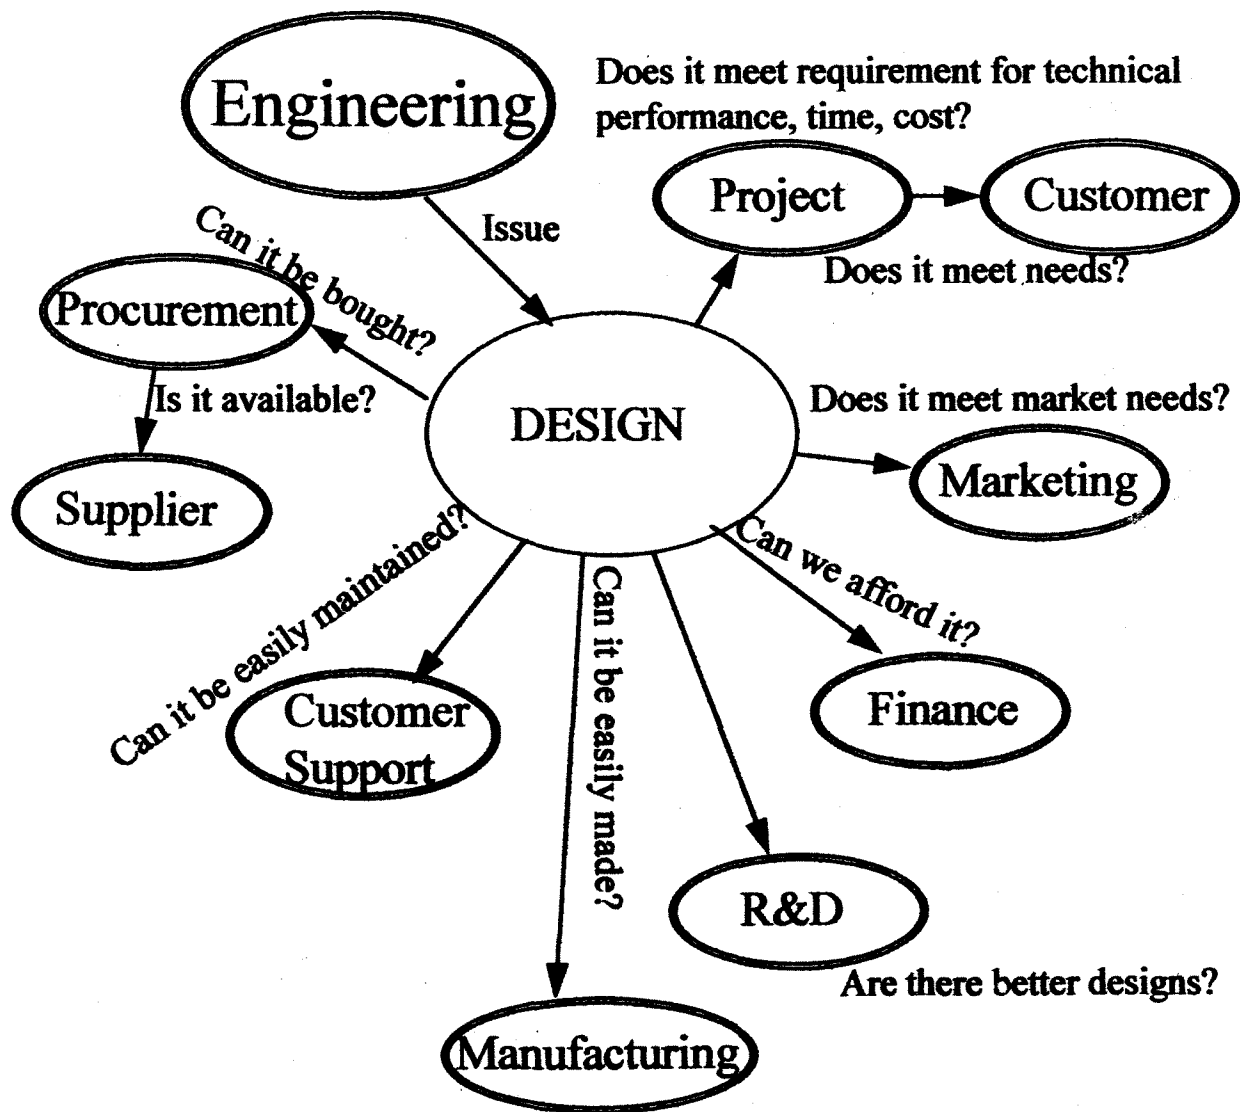 Engineering
Does it meet requirement for technical
performance, time, cost?
Project
Customer
Issue
Can it be bought?
Does it meet needs?
Procurement
Is it available?
DESIGN
Does it meet market needs?
Marketing
Supplier
Can it be easily maintained?
Can we afford it?
Can it be easily made?
Customer
Support
Finance
R&D
Are there better designs?
Manufacturing